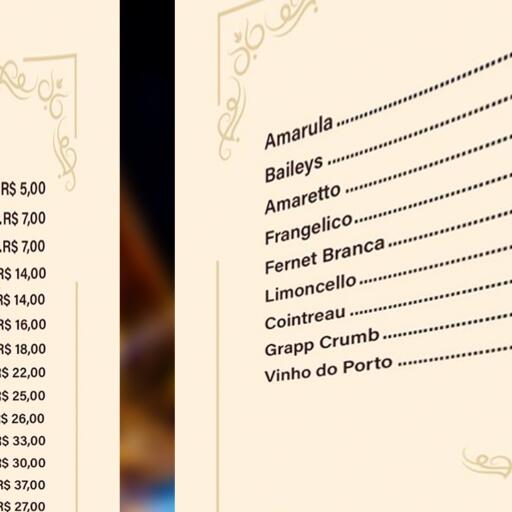 R$ 5,00
.R$ 7,00
.R$ 7,00
R$ 14,00
R$ 14,00
R$ 16,00
R$ 18,00
R$ 22,00
R$ 25,00
R$ 26,00
R$ 33,00
R$ 30,00
R$ 37,00
R$ 27,00
Amarula
Baileys
Amaretto
Frangelico
Fernet Branca
Limoncello
Cointreau
Grapp Crumb
Vinho do Porto